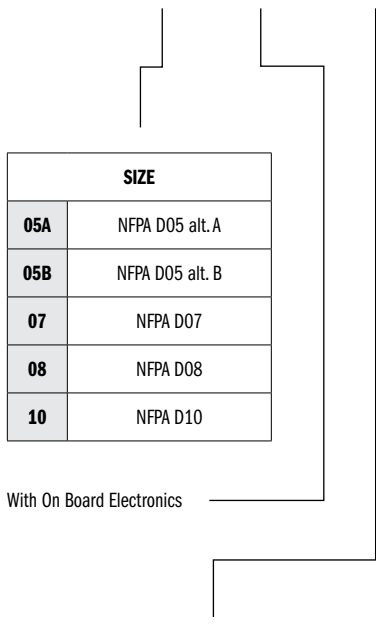 SIZE
05A NFPA D05 alt. A
05B NFPA D05 alt. B
07 NFPA D07
08 NFPA D08
10 NFPA D10
With On Board Electronics